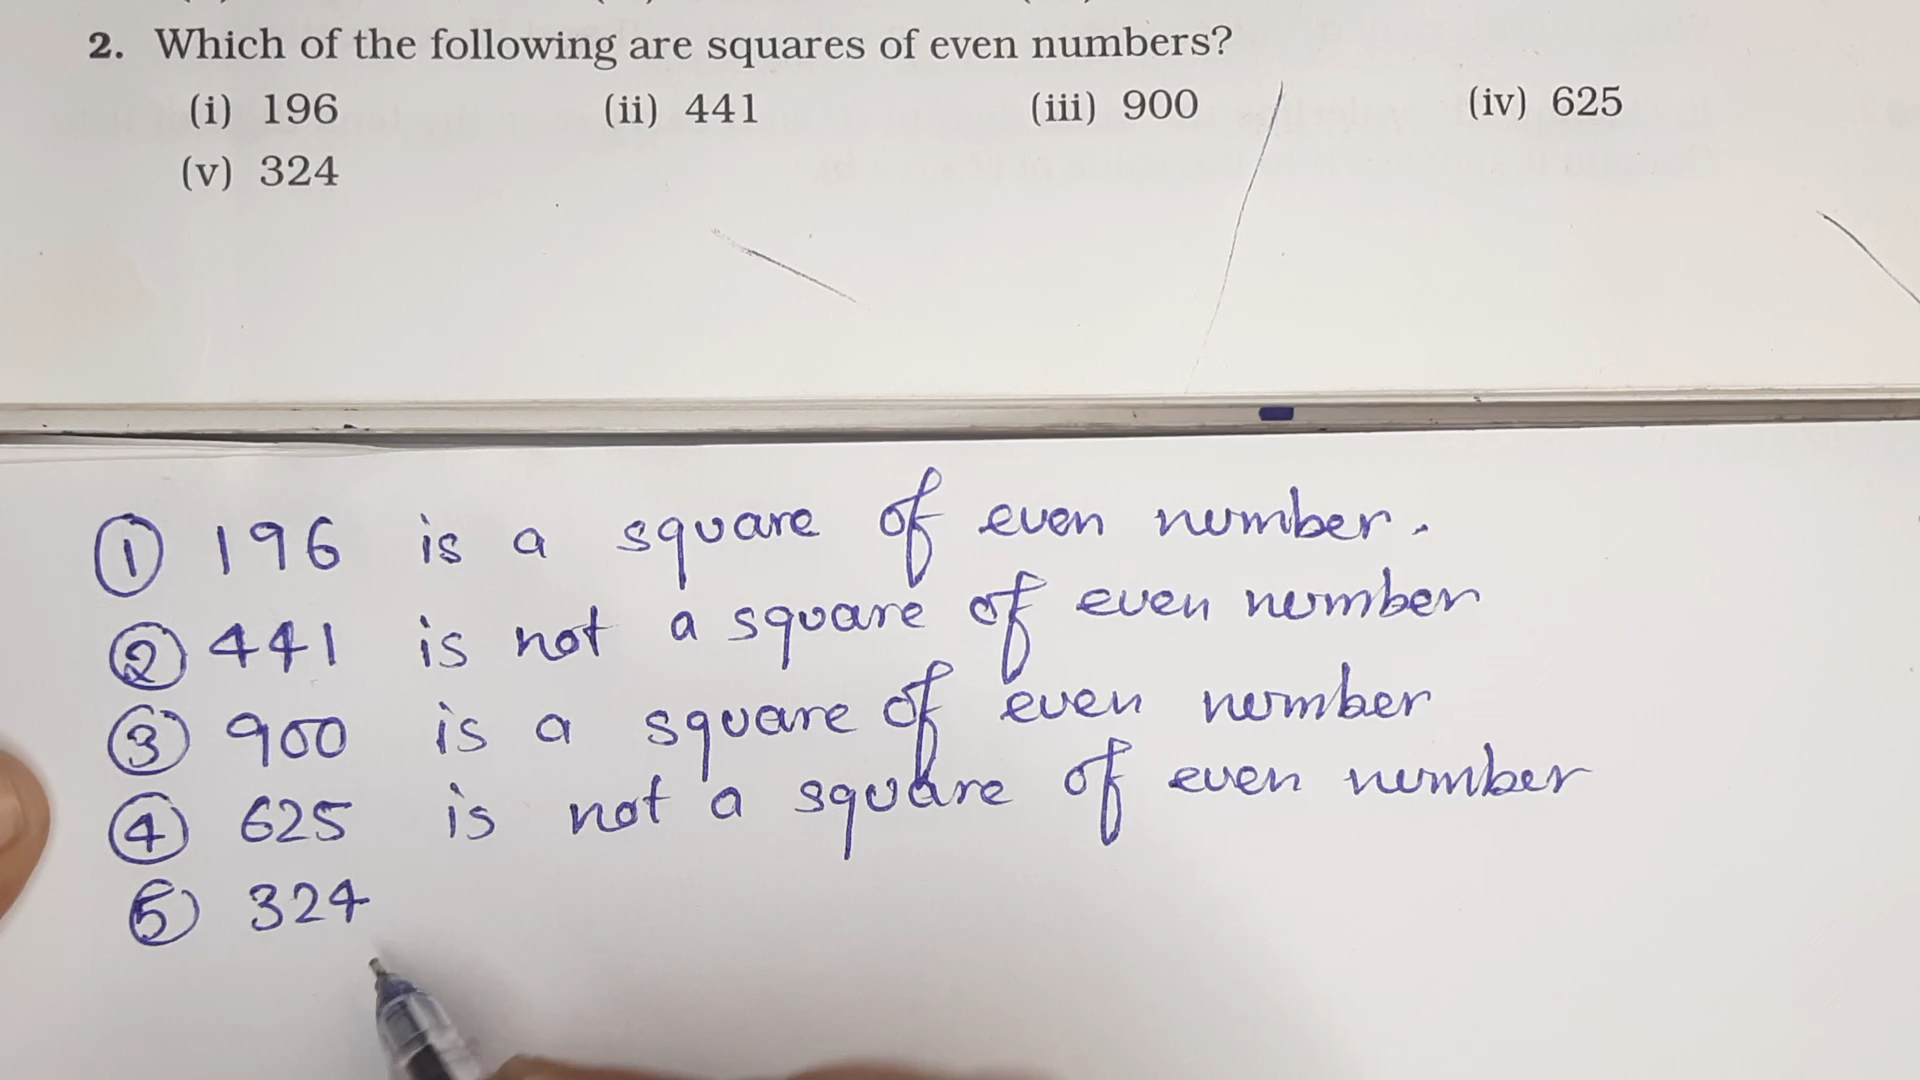 2. Which of the following are squares of even numbers?
(i) 196 (ii) 441 (iii) 900 (iv) 625
(v) 324
1 196 is a square of even number.
2 441 is not a square of even number
3 900 is a square of even number
4 625 is not a square of even number
5 324